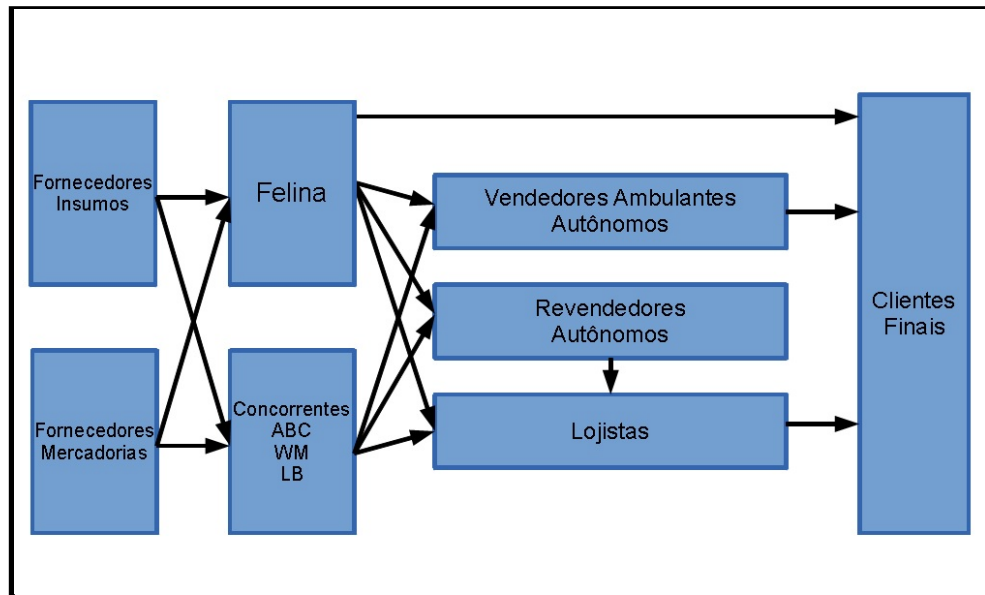 Fornecedores
Insumos
Felina
Vendedores Ambulantes
Autônomos
Revendedores
Autônomos
Clientes
Finais
Fornecedores
Mercadorias
Concorrentes
ABC
WM
LB
Lojistas